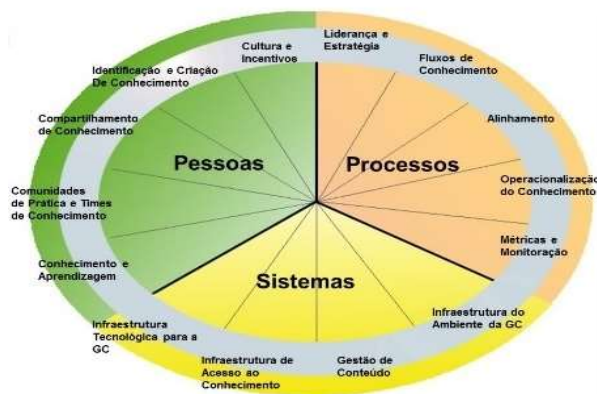 Liderança e
Estratégia
Fluxos de
Conhecimento
Alinhamento
Operacionalização
do Conhecimento
Métricas e
Monitoração
Infraestrutura do
Ambiente da GC
Gestão de
Conteúdo
Infraestrutura de
Acesso ao
Conhecimento
Infraestrutura
Tecnológica para a
GC
Conhecimento e
Aprendizagem
Comunidades
de Prática e Times
de Conhecimento
Compartilhamento
de Conhecimento
Identificação e Criação
De Conhecimento
Cultura e
Incentivos
Pessoas
Processos
Sistemas